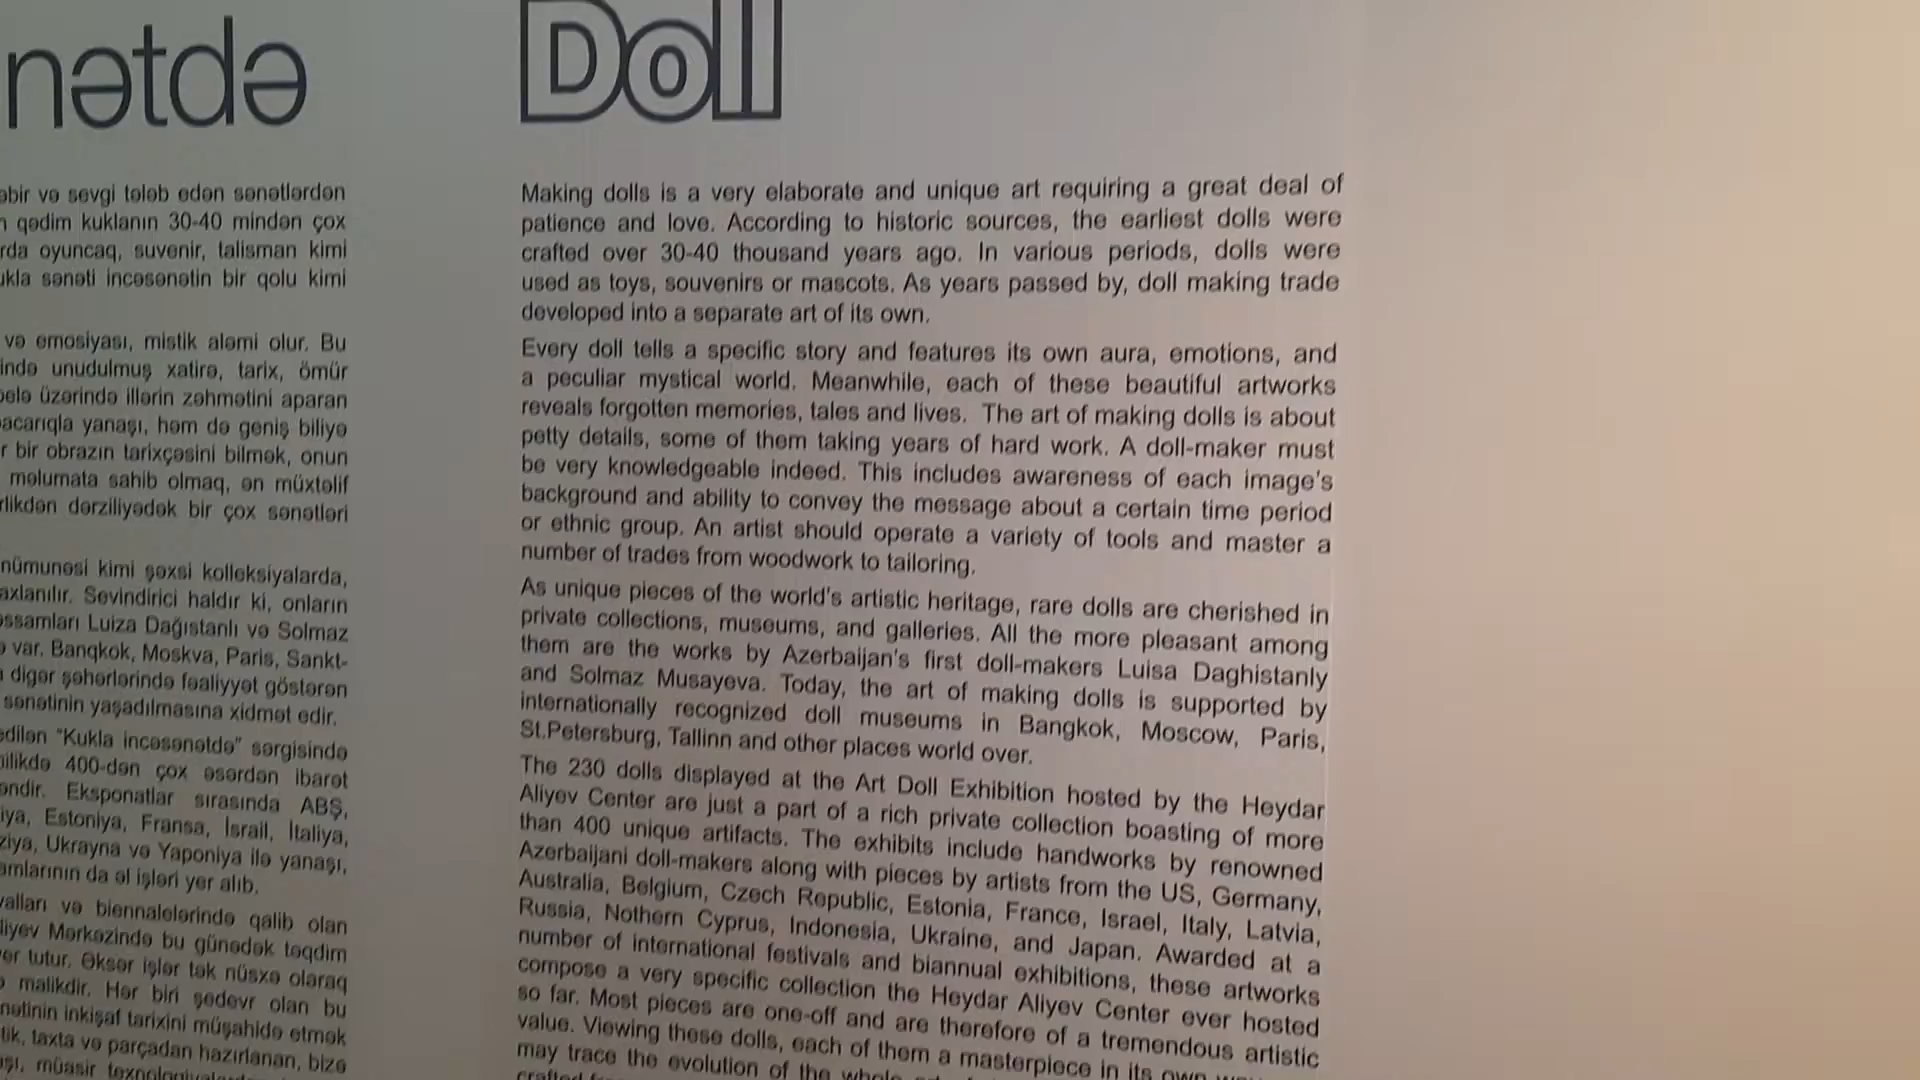 nətdə
və sevgi tələb edən sənətlərdən
qədim kuklanın 30-40 mindən çox
oyuncaq, suvenir, talisman kimi
sənəti incəsənətin bir qolu kimi
və emosiyası, mistik aləmi olur. Bu
unudulmuş xatirə, tarix, ömür
üzərində illərin zəhmətini aparan
yanaşı, həm də geniş biliyə
bir obrazın tarixçəsini bilmək, onun
məlumata sahib olmaq, ən müxtəlif
dərziliyədək bir çox sənətləri
nümunəsi kimi şəxsi kolleksiyalarda,
Sevindirici haldır ki, onların
Luiza Dağıstanlı və Solmaz
var. Banqkok, Moskva, Paris, Sankt-
digər şəhərlərində fəaliyyət göstərən
sənətinin yaşadılmasına xidmət edir.
"Kukla incəsənətdə" sərgisində
400-dən çox əsərdən ibarət
Eksponatlar sırasında ABŞ,
Estoniya, Fransa, İsrail, İtaliya,
Ukrayna və Yaponiya ilə yanaşı,
da əl işləri yer alıb.
və biennalelərində qalib olan
Mərkəzində bu günədək təqdim
tutur. Əksər işlər tək nüsxə olaraq
malikdir. Hər biri şedevr olan bu
inkişaf tarixini müşahidə etmək
taxta və parçadan hazırlanan, bizə
müasir
Doll
Making dolls is a very elaborate and unique art requiring a great deal of
patience and love. According to historic sources, the earliest dolls were
crafted over 30-40 thousand years ago. In various periods, dolls were
used as toys, souvenirs or mascots. As years passed by, doll making trade
developed into a separate art of its own.
Every doll tells a specific story and features its own aura, emotions, and
a peculiar mystical world. Meanwhile, each of these beautiful artworks
reveals forgotten memories, tales and lives. The art of making dolls is about
petty details, some of them taking years of hard work. A doll-maker must
be very knowledgeable indeed. This includes awareness of each image's
background and ability to convey the message about a certain time period
or ethnic group. An artist should operate a variety of tools and master a
number of trades from woodwork to tailoring.
As unique pieces of the world's artistic heritage, rare dolls are cherished in
private collections, museums, and galleries. All the more pleasant among
them are the works by Azerbaijan's first doll-makers Luisa Daghistanly
and Solmaz Musayeva. Today, the art of making dolls is supported by
internationally recognized doll museums in Bangkok, Moscow, Paris,
St.Petersburg, Tallinn and other places world over.
The 230 dolls displayed at the Art Doll Exhibition hosted by the Heydar
Aliyev Center are just a part of a rich private collection boasting of more
than 400 unique artifacts. The exhibits include handworks by renowned
Azerbaijani doll-makers along with pieces by artists from the US, Germany,
Australia, Belgium, Czech Republic, Estonia, France, Israel, Italy, Latvia,
Russia, Nothern Cyprus, Indonesia, Ukraine, and Japan. Awarded at a
number of international festivals and biannual exhibitions, these artworks
compose a very specific collection the Heydar Aliyev Center ever hosted
so far. Most pieces are one-off and are therefore of a tremendous artistic
value. Viewing these dolls, each of them a masterpiece in its own
may trace the evolution of the whole